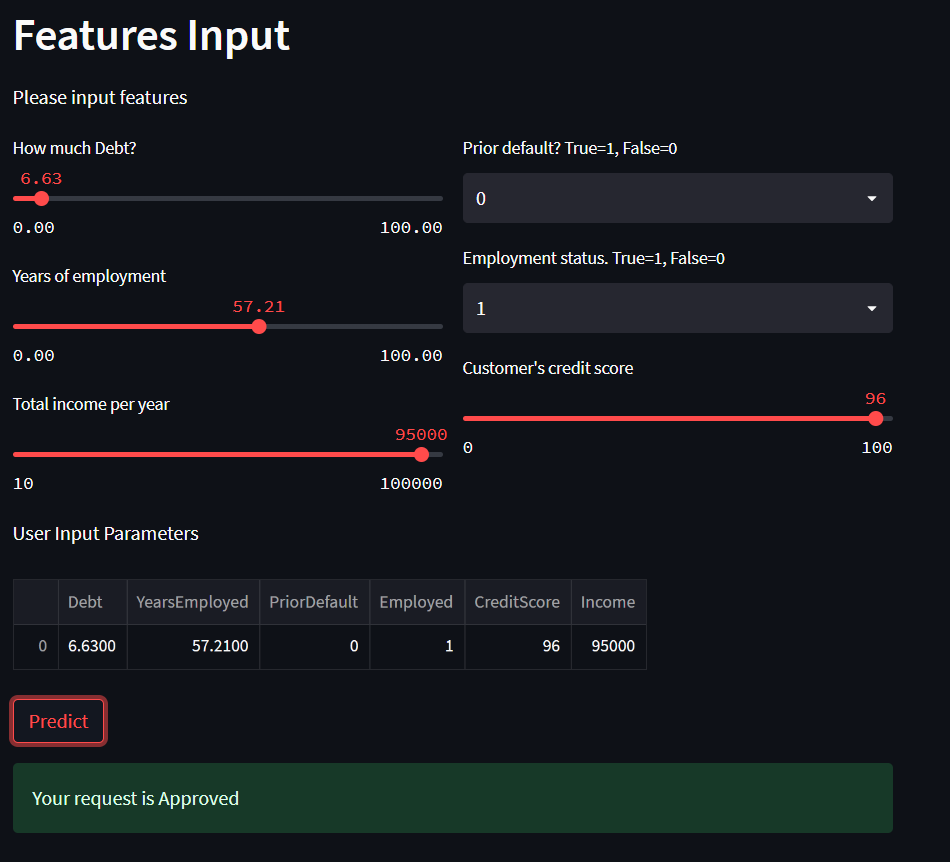 Features Input
Please input features
How much Debt?
6.63
0.00 100.00
Years of employment
57.21
0.00 100.00
Total income per year
95000
10 100000
Prior default? True=1, False=0
0
Employment status. True=1, False=0
1
Customer's credit score
96
0 100
User Input Parameters
Debt YearsEmployed PriorDefault Employed CreditScore Income
0 6.6300 57.2100 0 1 96 95000
Predict
Your request is Approved